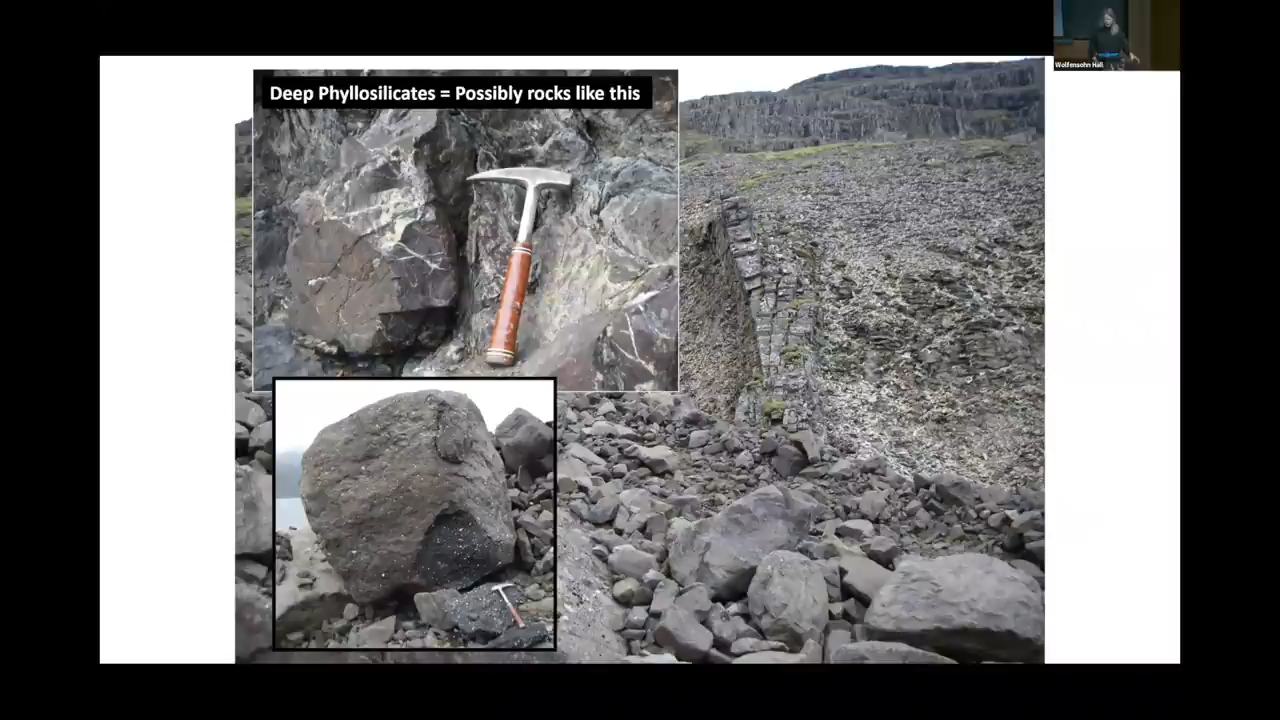 Deep Phyllosilicates = Possibly rocks like this
Wolfensohn Hall